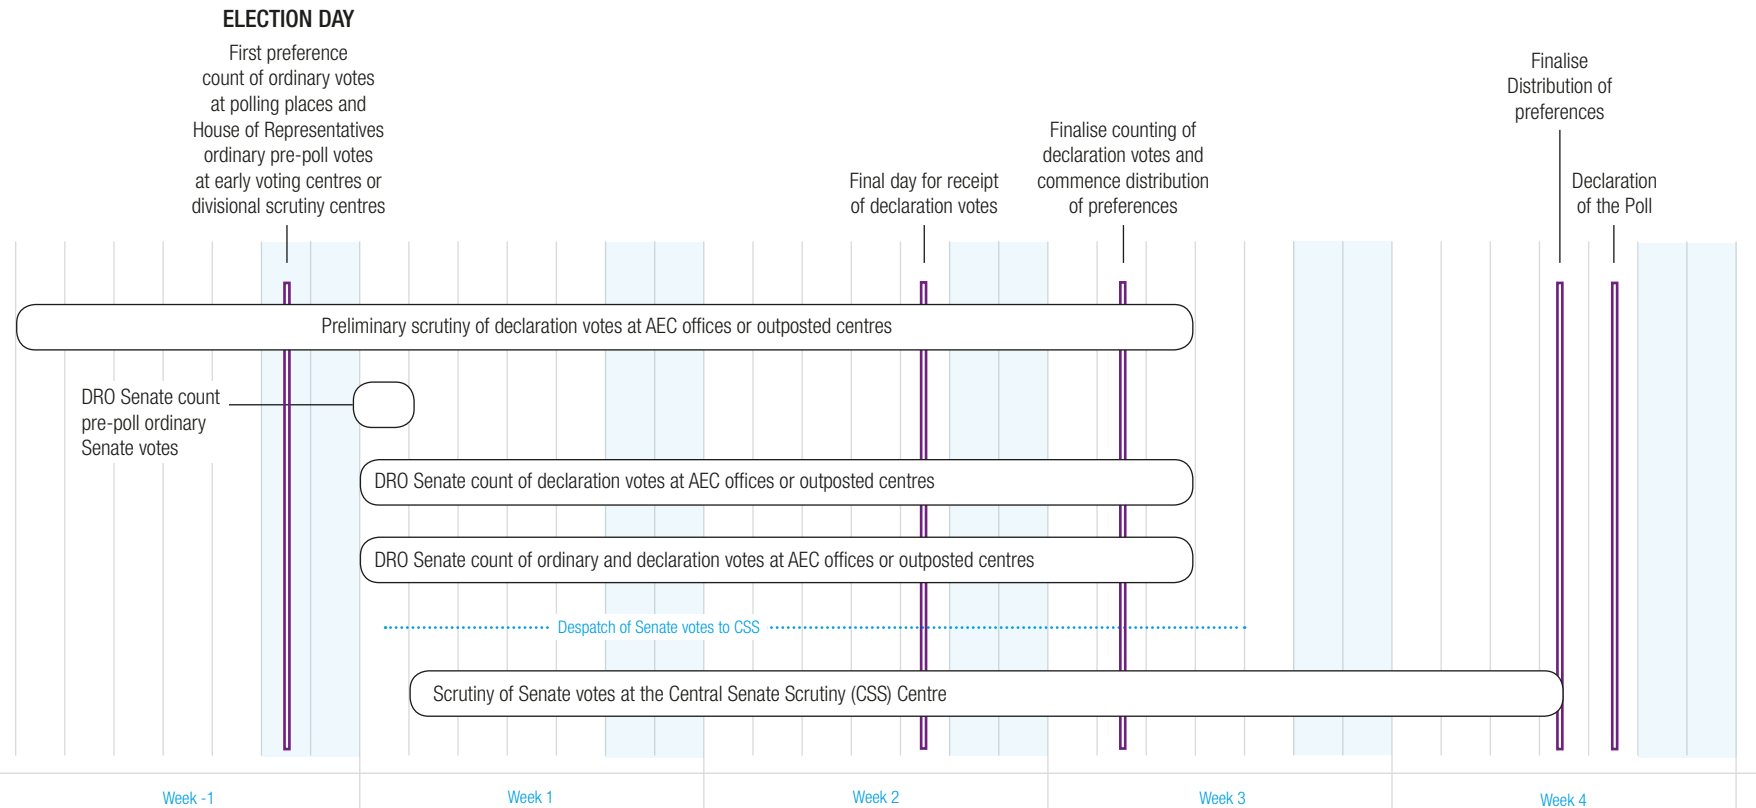 ELECTION DAY
First preference
count of ordinary votes
at polling places and
House of Representatives
ordinary pre-poll votes
at early voting centres or
divisional scrutiny centres
Final day for receipt
of declaration votes
Finalise counting of
declaration votes and
commence distribution
of preferences
Finalise
Distribution of
preferences
Declaration
of the Poll
Preliminary scrutiny of declaration votes at AEC offices or outposted centres
DRO Senate count
pre-poll ordinary
Senate votes
DRO Senate count of declaration votes at AEC offices or outposted centres
DRO Senate count of ordinary and declaration votes at AEC offices or outposted centres
Despatch of Senate votes to CSS
Scrutiny of Senate votes at the Central Senate Scrutiny (CSS) Centre
Week -1
Week 1
Week 2
Week 3
Week 4